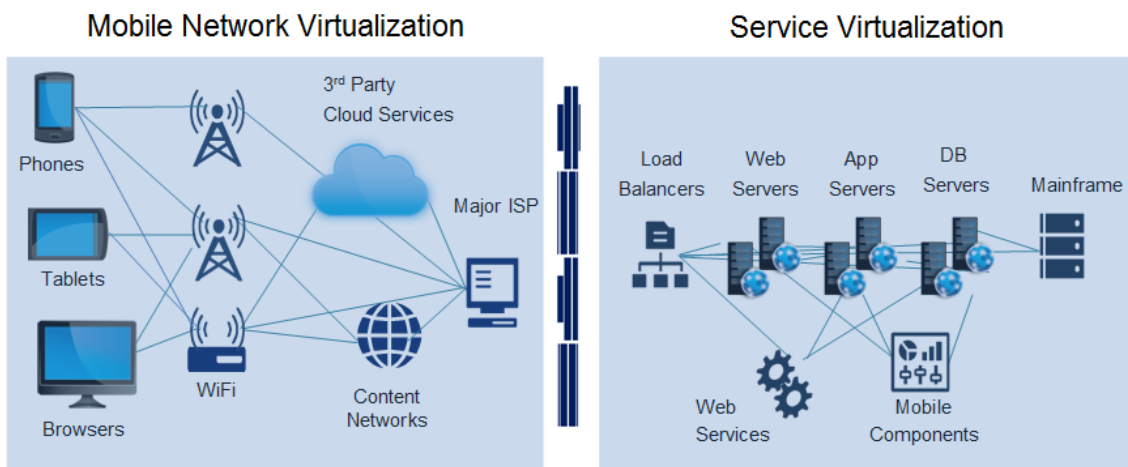 Mobile Network Virtualization
Phones
Tablets
Browsers
WiFi
3rd Party
Cloud Services
Major ISP
Content
Networks
Service Virtualization
Load
Balancers
Web
Servers
App
Servers
DB
Servers
Mainframe
Web
Services
Mobile
Components